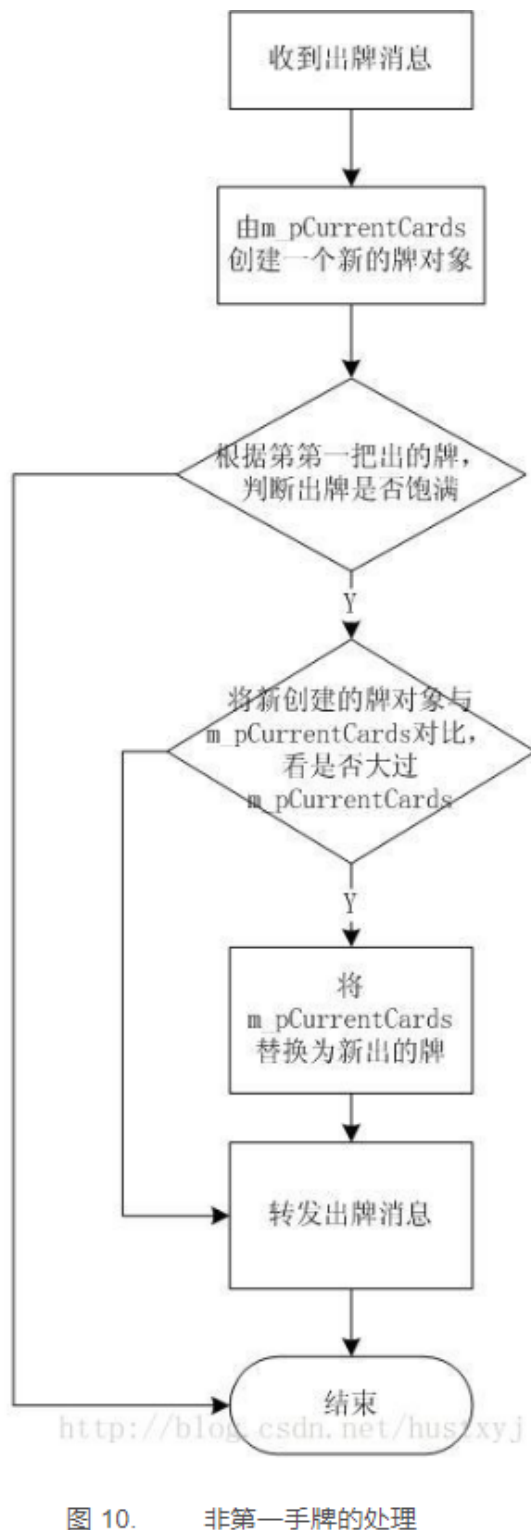 收到出牌消息
由m_pCurrentCards
创建一个新的牌对象
根据第第一把出的牌，
判断出牌是否饱满
Y
将新创建的牌对象与
m_pCurrentCards对比，
看是否大过
m_pCurrentCards
Y
将
m_pCurrentCards
替换为新出的牌
转发出牌消息
结束
http://blog.csdn.net/hustxyj
图 10. 非第一手牌的处理